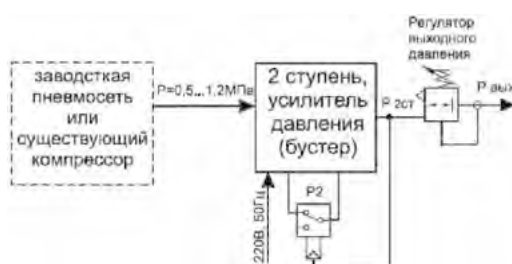 Регулятор
выходного
давления
заводсткая
пневмосеть
или
существующий
компрессор
P=0,5...1,2МПа
2 ступень,
усилитель
давления
(бустер)
P 2ст
P вых
P2
220В, 50Гц